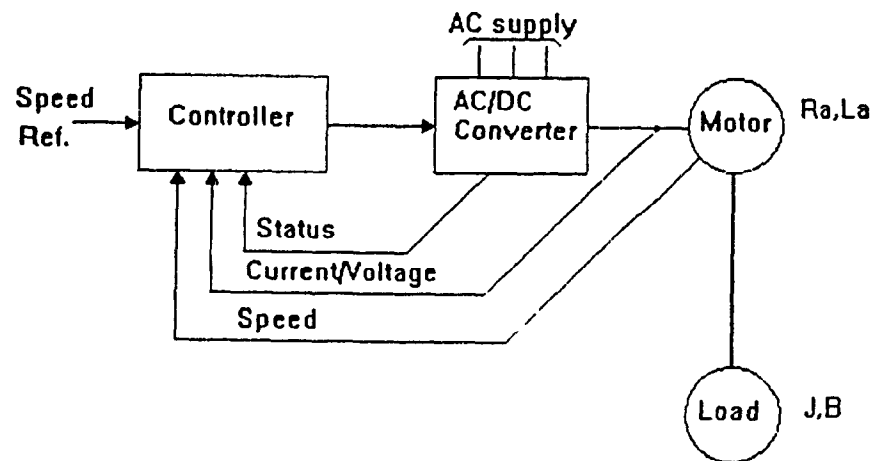 AC supply
Speed
Ref.
Controller
AC/DC
Converter
Motor
Ra,La
Status
Current/Voltage
Speed
Load
J,B